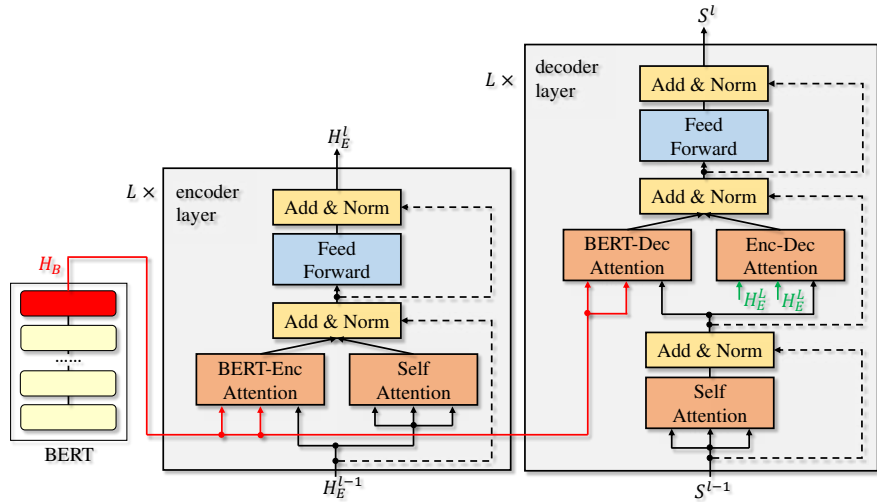 H_B
......
BERT
H_E^l
L ×
encoder
layer
Add & Norm
Feed
Forward
Add & Norm
BERT-Enc
Attention
Self
Attention
H_E^{l-1}
S^l
L ×
decoder
layer
Add & Norm
Feed
Forward
Add & Norm
BERT-Dec
Attention
Enc-Dec
Attention
H_E^L H_E^L
Add & Norm
Self
Attention
S^{l-1}